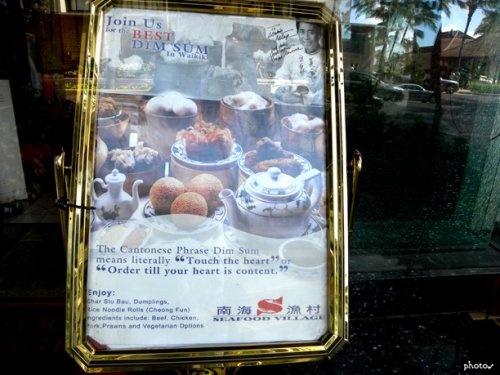 Join Us
for the BEST
DIM SUM
In Waikiki
The Cantonese Phrase Dim Sum
means literally “Touch the heart” or
“Order till your heart is content.”
Enjoy:
Char Siu Bau, Dumplings,
Rice Noodle Rolls (Cheong Fun)
Ingredients include: Beef, Chicken,
Pork, Prawns and Vegetarian Options
南海 漁村
SEAFOOD VILLAGE